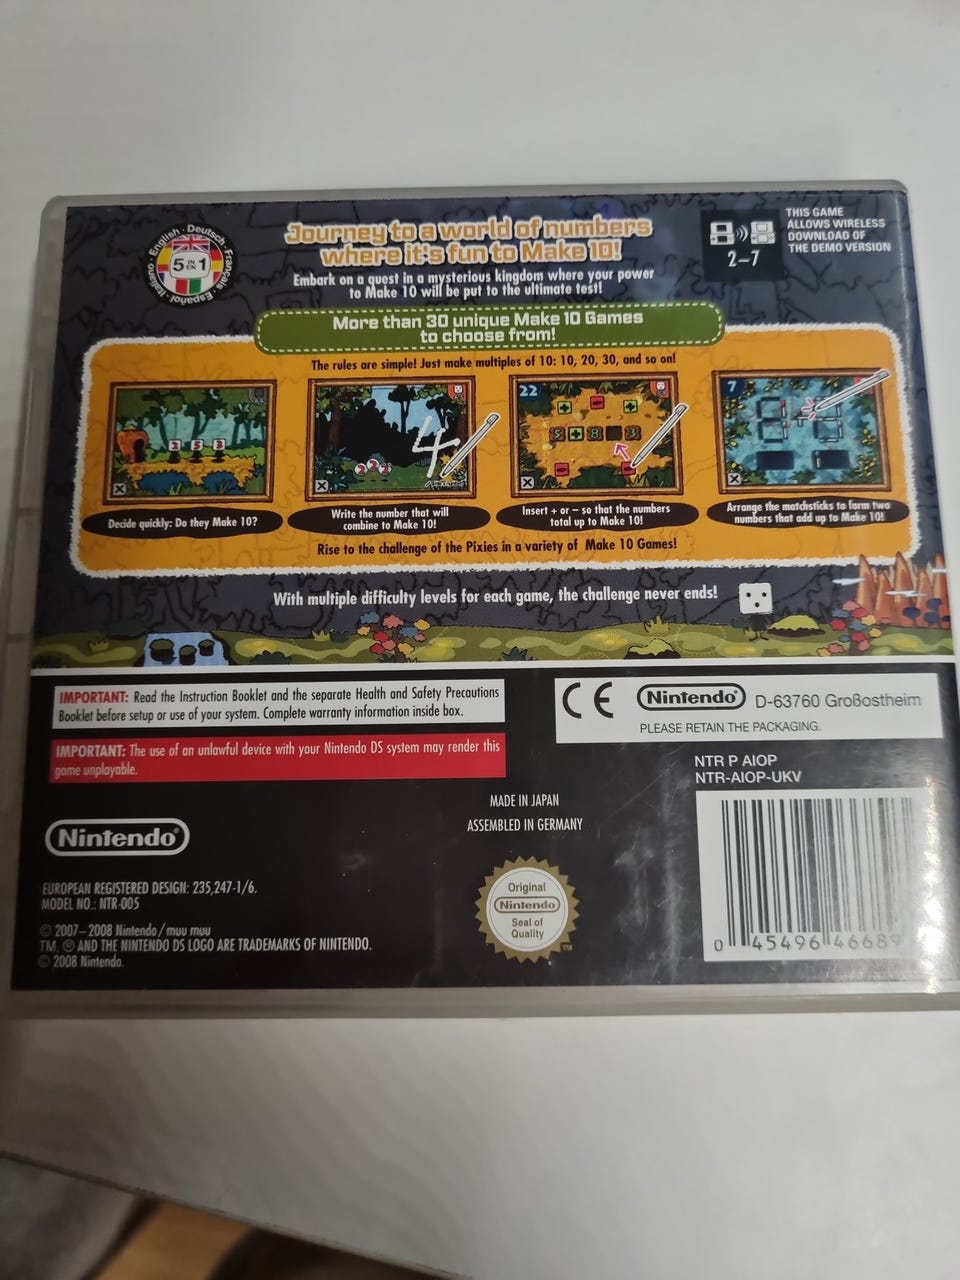 English · Deutsch · Français · Español · Italiano
5 IN EN 1
Journey to a world of numbers
where it's fun to Make 10!
Embark on a quest in a mysterious kingdom where your power
to Make 10 will be put to the ultimate test!
2-7
THIS GAME
ALLOWS WIRELESS
DOWNLOAD OF
THE DEMO VERSION
More than 30 unique Make 10 Games
to choose from!
The rules are simple! Just make multiples of 10: 10, 20, 30, and so on!
2 5 3
4
22
5 + 8 3
7
Decide quickly: Do they Make 10?
Write the number that will
combine to Make 10!
Insert + or – so that the numbers
total up to Make 10!
Arrange the matchsticks to form two
numbers that add up to Make 10!
Rise to the challenge of the Pixies in a variety of Make 10 Games!
With multiple difficulty levels for each game, the challenge never ends!
IMPORTANT: Read the Instruction Booklet and the separate Health and Safety Precautions
Booklet before setup or use of your system. Complete warranty information inside box.
IMPORTANT: The use of an unlawful device with your Nintendo DS system may render this
game unplayable.
CE Nintendo® D-63760 Großostheim
PLEASE RETAIN THE PACKAGING.
NTR P AIOP
NTR-AIOP-UKV
MADE IN JAPAN
ASSEMBLED IN GERMANY
Nintendo®
EUROPEAN REGISTERED DESIGN: 235,247-1/6.
MODEL NO.: NTR-005
© 2007–2008 Nintendo/muu muu
TM, ® AND THE NINTENDO DS LOGO ARE TRADEMARKS OF NINTENDO.
© 2008 Nintendo.
Original
Nintendo
Seal of
Quality
TM
0 45496 46689